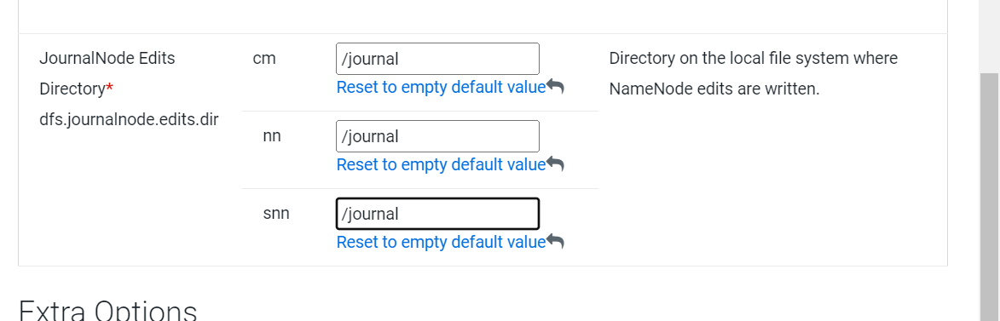 JournalNode Edits
Directory*
dfs.journalnode.edits.dir
cm
/journal
Reset to empty default value
nn
/journal
Reset to empty default value
snn
/journal
Reset to empty default value
Directory on the local file system where
NameNode edits are written.
Extra Options